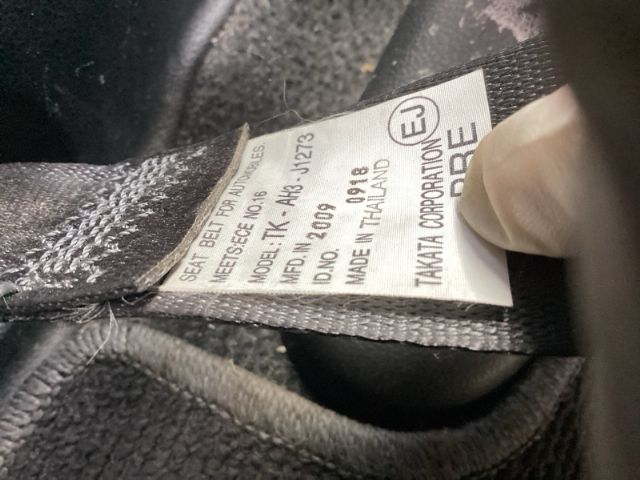 SEAT BELT FOR AUTOMOBILES.
MEETS:ECE NO.16
MODEL: TK - AH3 - J1273
MFD. IN 2009
ID.NO. 0918
MADE IN THAILAND
TAKATA CORPORATION
EJ